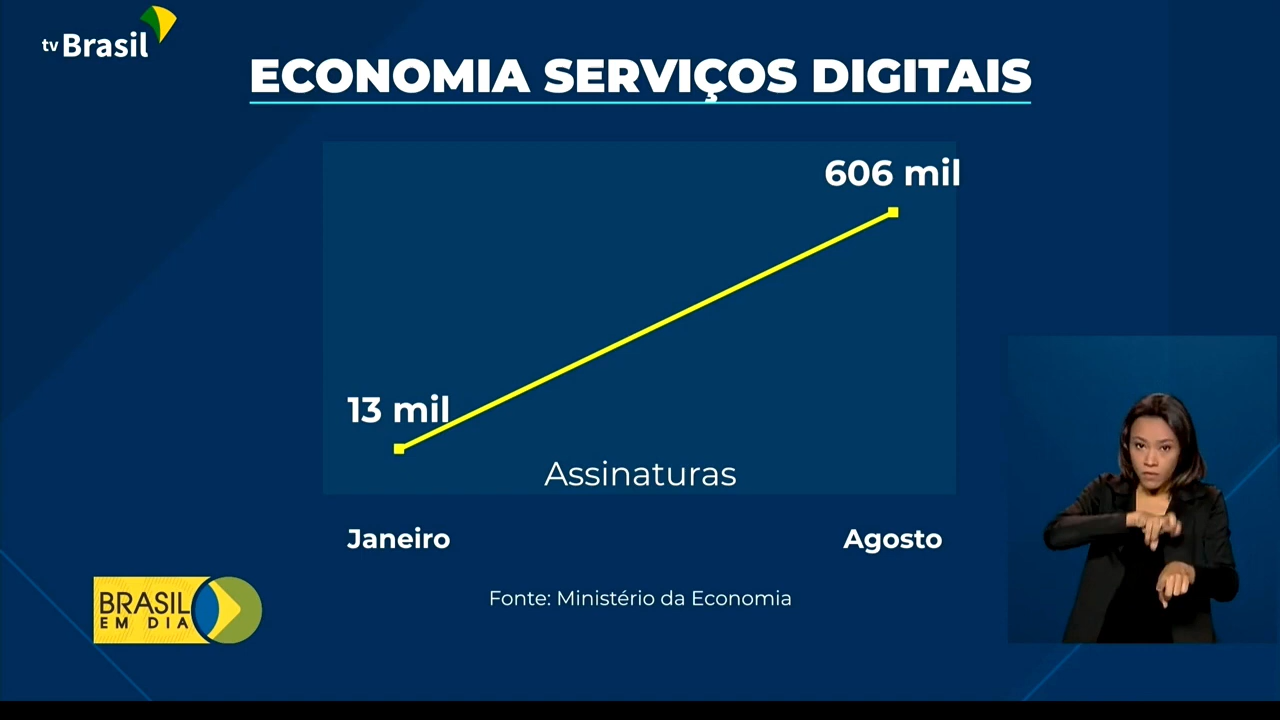 tv Brasil
ECONOMIA SERVIÇOS DIGITAIS
606 mil
13 mil
Assinaturas
Janeiro
Agosto
Fonte: Ministério da Economia
BRASIL
EM DIA